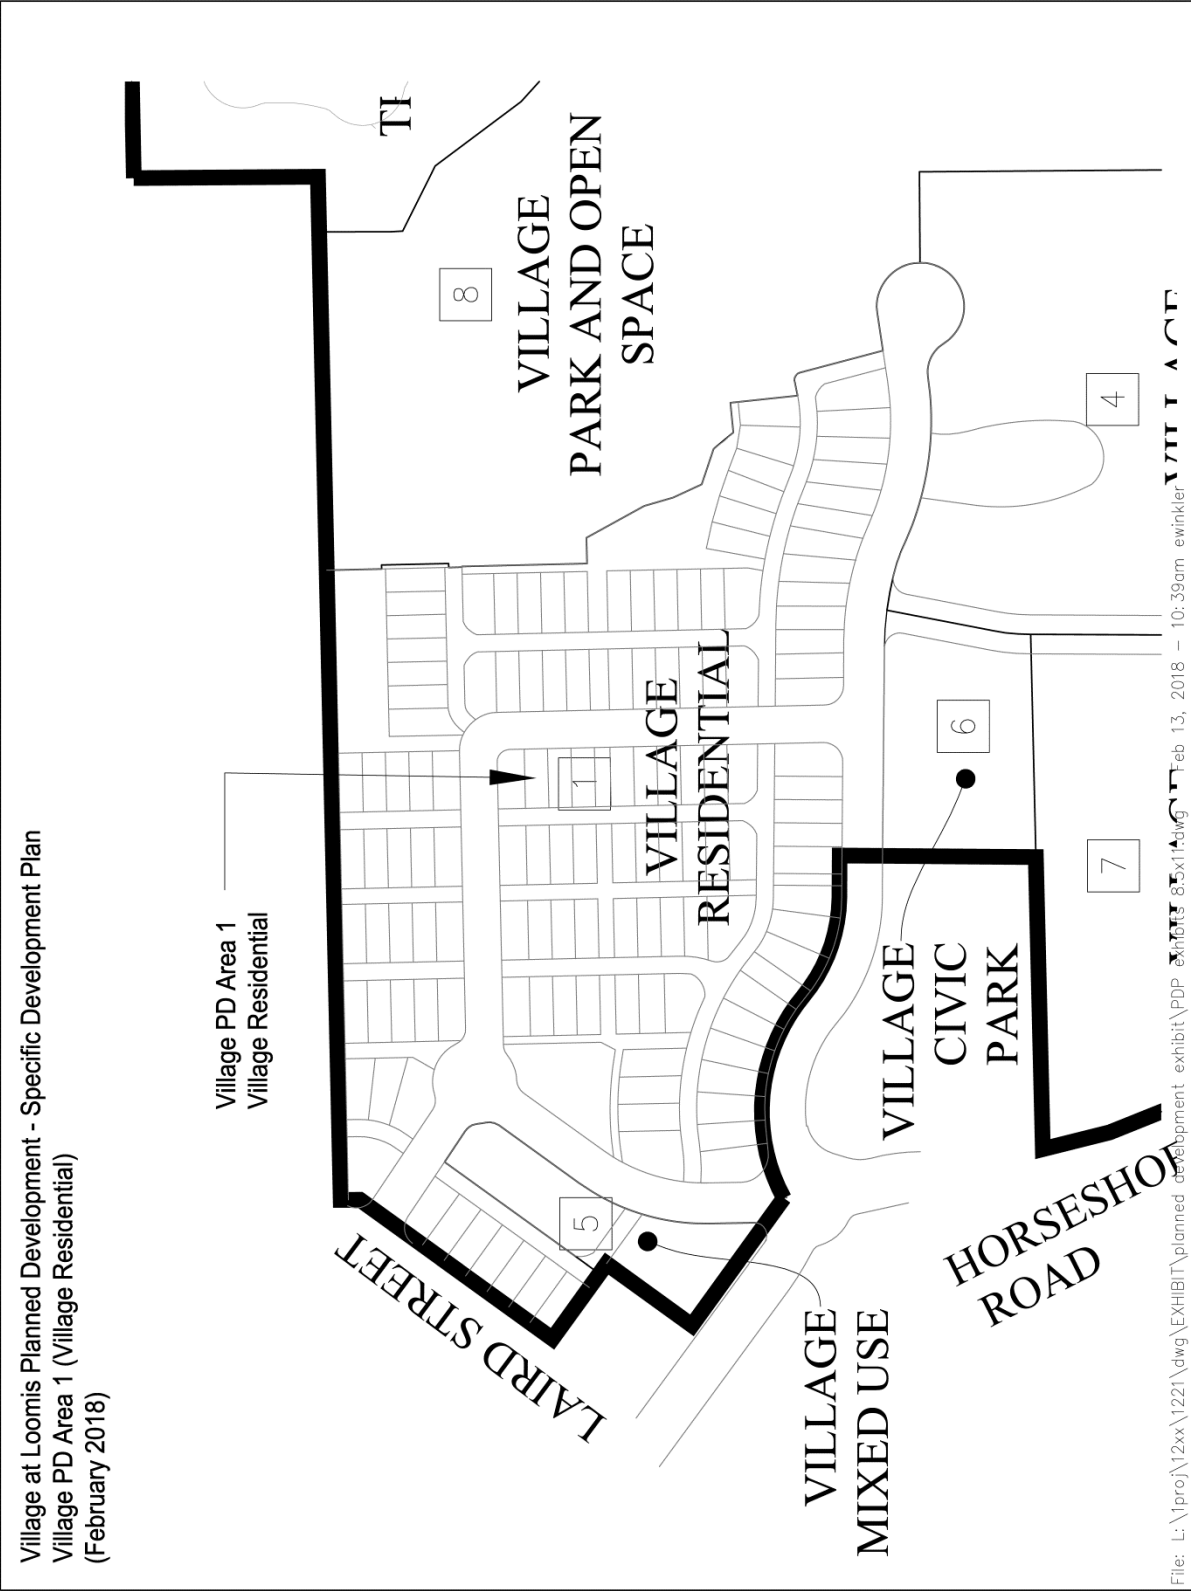 Village at Loomis Planned Development - Specific Development Plan
Village PD Area 1 (Village Residential)
(February 2018)
Village PD Area 1
Village Residential
8
VILLAGE
PARK AND OPEN
SPACE
1
VILLAGE
RESIDENTIAL
4
6
7
VILLAGE
CIVIC
PARK
5
LAIRD STREET
VILLAGE
MIXED USE
ROAD
File: L:\1proj\12xx\1221\dwg\EXHIBIT\planned development exhibit\PDP exhibits 8.5x11.dwg Feb 13, 2018 - 10:39am ewinkler